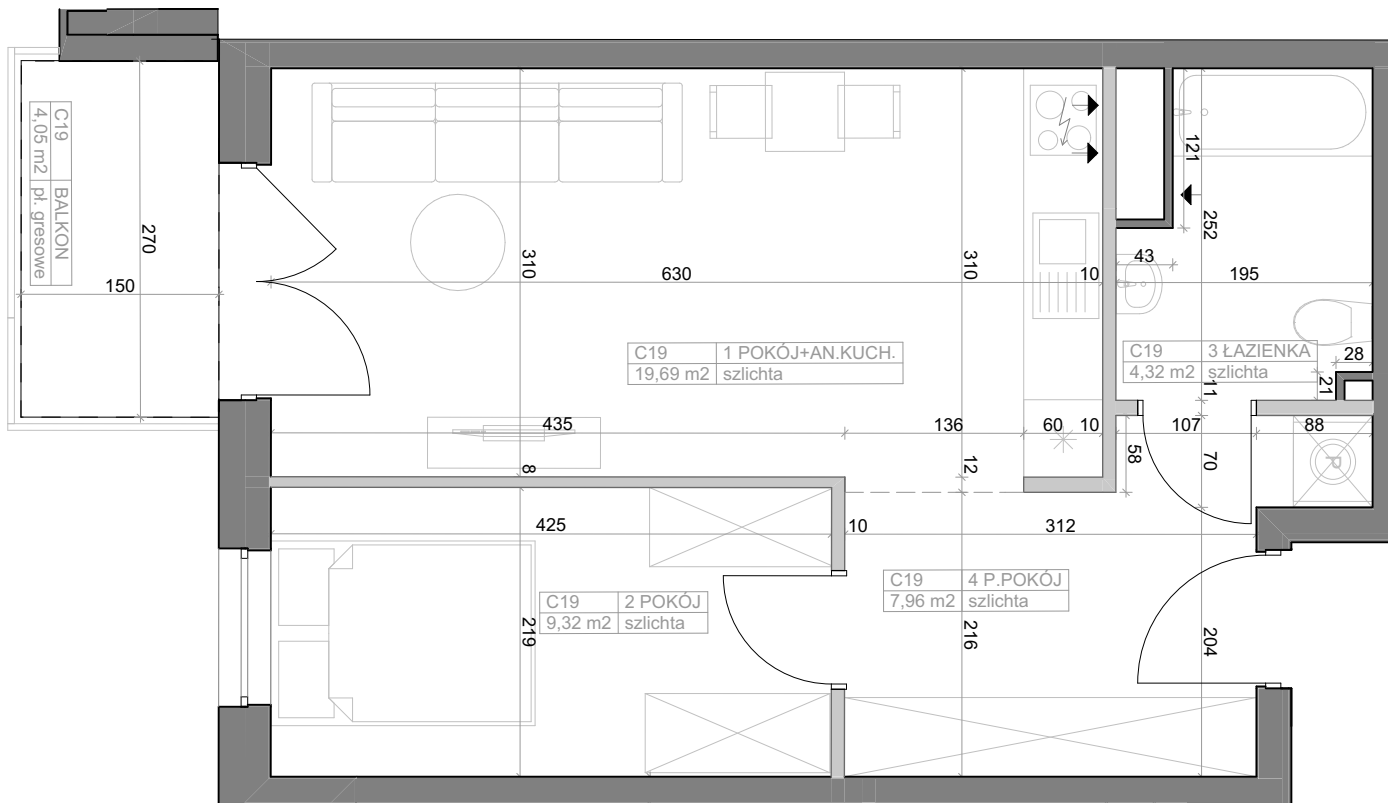 C19 BALKON
4,05 m2 pł. gresowe
270
150
310
630
310
10
121
252
43
195
C19 1 POKÓJ+AN.KUCH.
19,69 m2 szlichta
C19 3 ŁAZIENKA
4,32 m2 szlichta
28
21
11
435
136
60
10
107
88
58
70
8
12
P
425
10
312
C19 2 POKÓJ
9,32 m2 szlichta
C19 4 P.POKÓJ
7,96 m2 szlichta
219
216
204